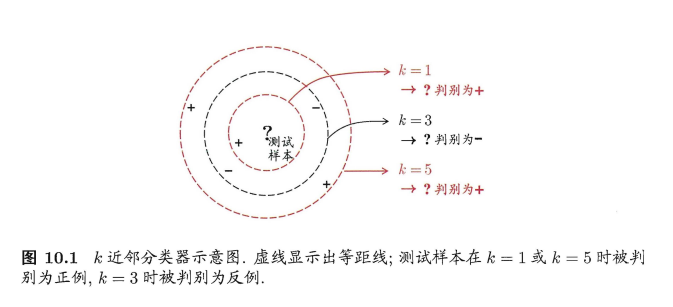 k = 1
→ ? 判别为+
+
−
?
k = 3
→ ? 判别为−
+
测试
样本
−
k = 5
+
→ ? 判别为+
图 10.1 k 近邻分类器示意图. 虚线显示出等距线; 测试样本在 k = 1 或 k = 5 时被判
别为正例, k = 3 时被判别为反例.